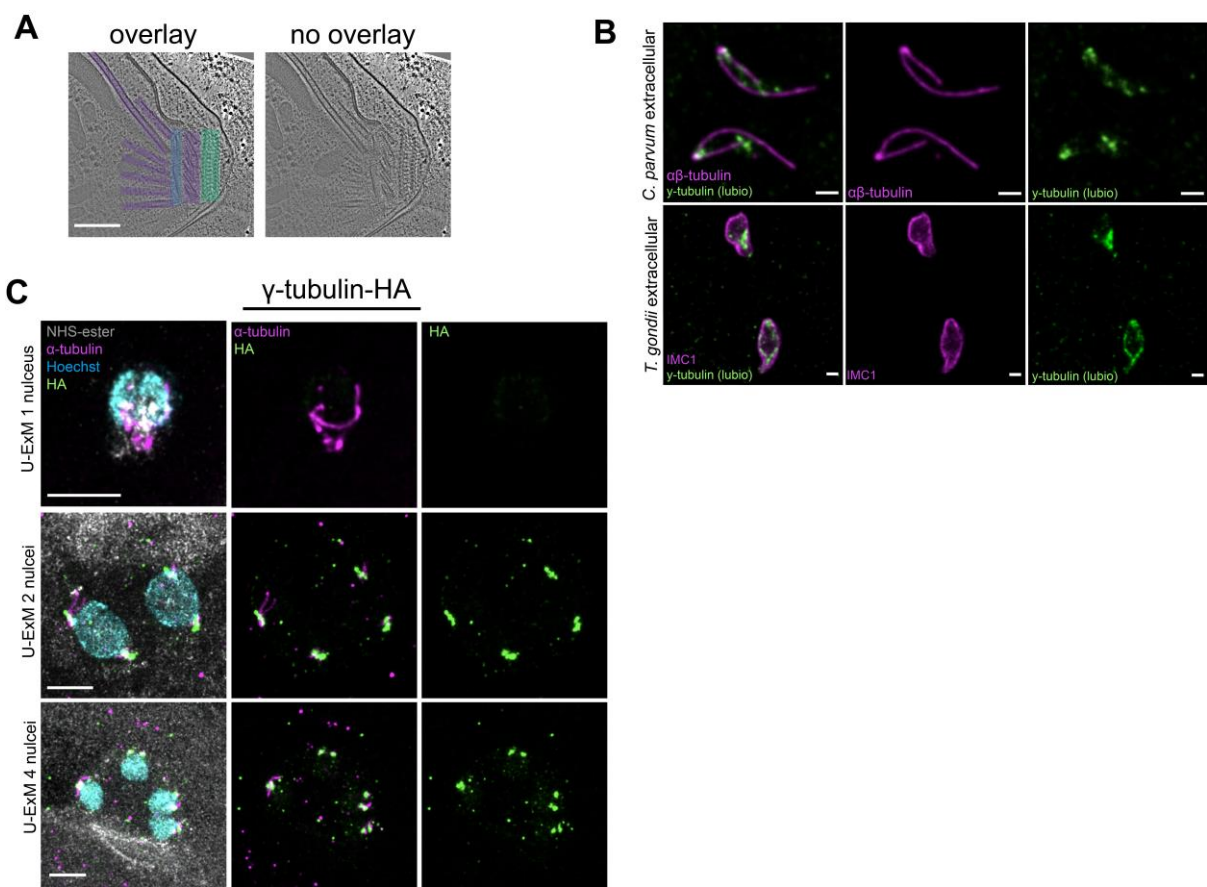 A
overlay
no overlay
B
C. parvum extracellular
αβ-tubulin
y-tubulin (lubio)
αβ-tubulin
y-tubulin (lubio)
T. gondii extracellular
IMC1
y-tubulin (lubio)
IMC1
y-tubulin (lubio)
C
γ-tubulin-HA
U-ExM 1 nulceus
NHS-ester
α-tubulin
Hoechst
HA
α-tubulin
HA
HA
U-ExM 2 nulcei
U-ExM 4 nulcei